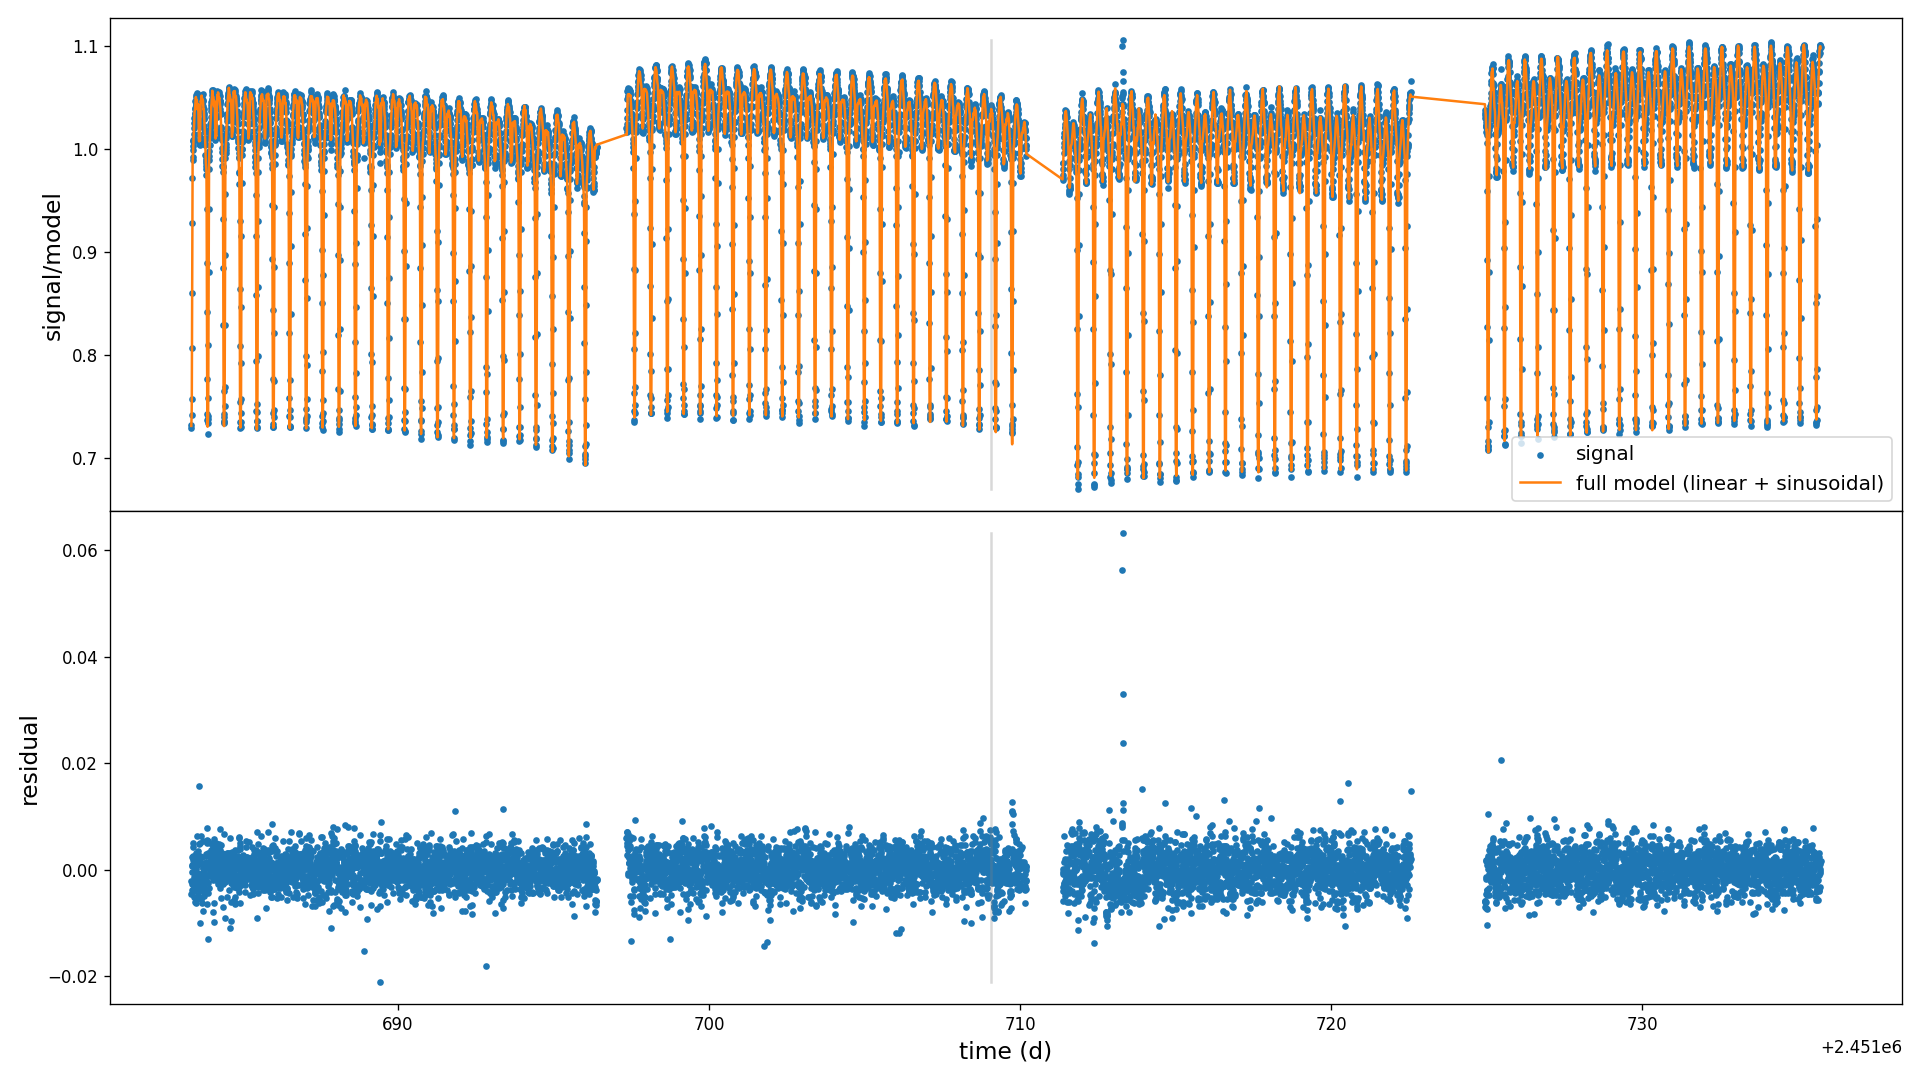 1.1
1.0
0.9
0.8
0.7
signal/model
signal
full model (linear + sinusoidal)
0.06
0.04
0.02
0.00
−0.02
residual
690
700
710
720
730
time (d)
+2.451e6